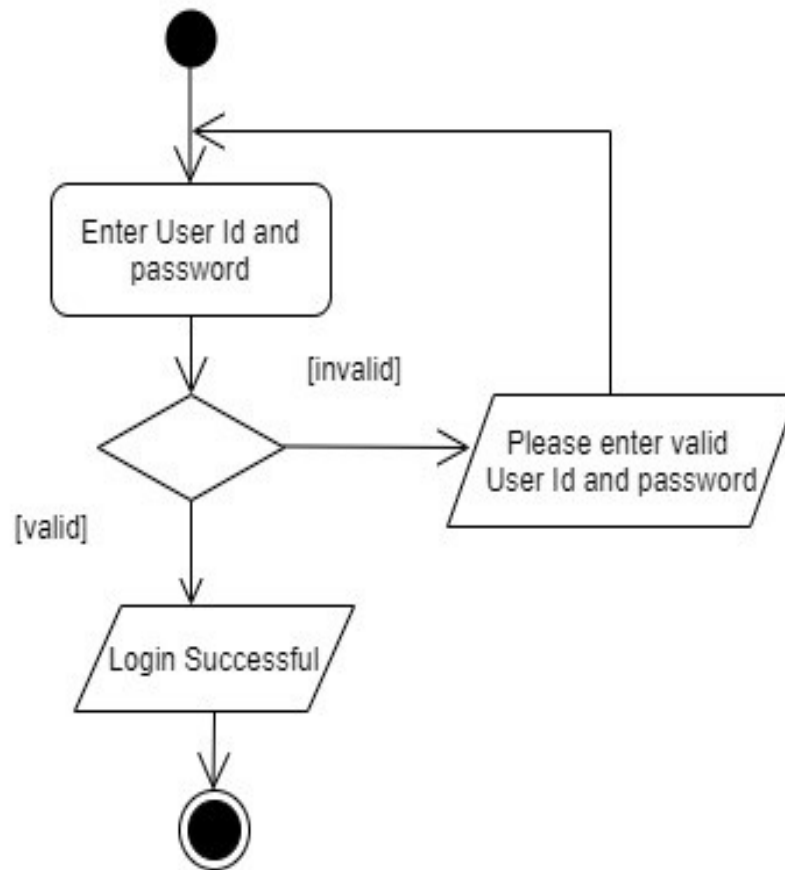 Enter User Id and
password
[invalid]
Please enter valid
User Id and password
[valid]
Login Successful